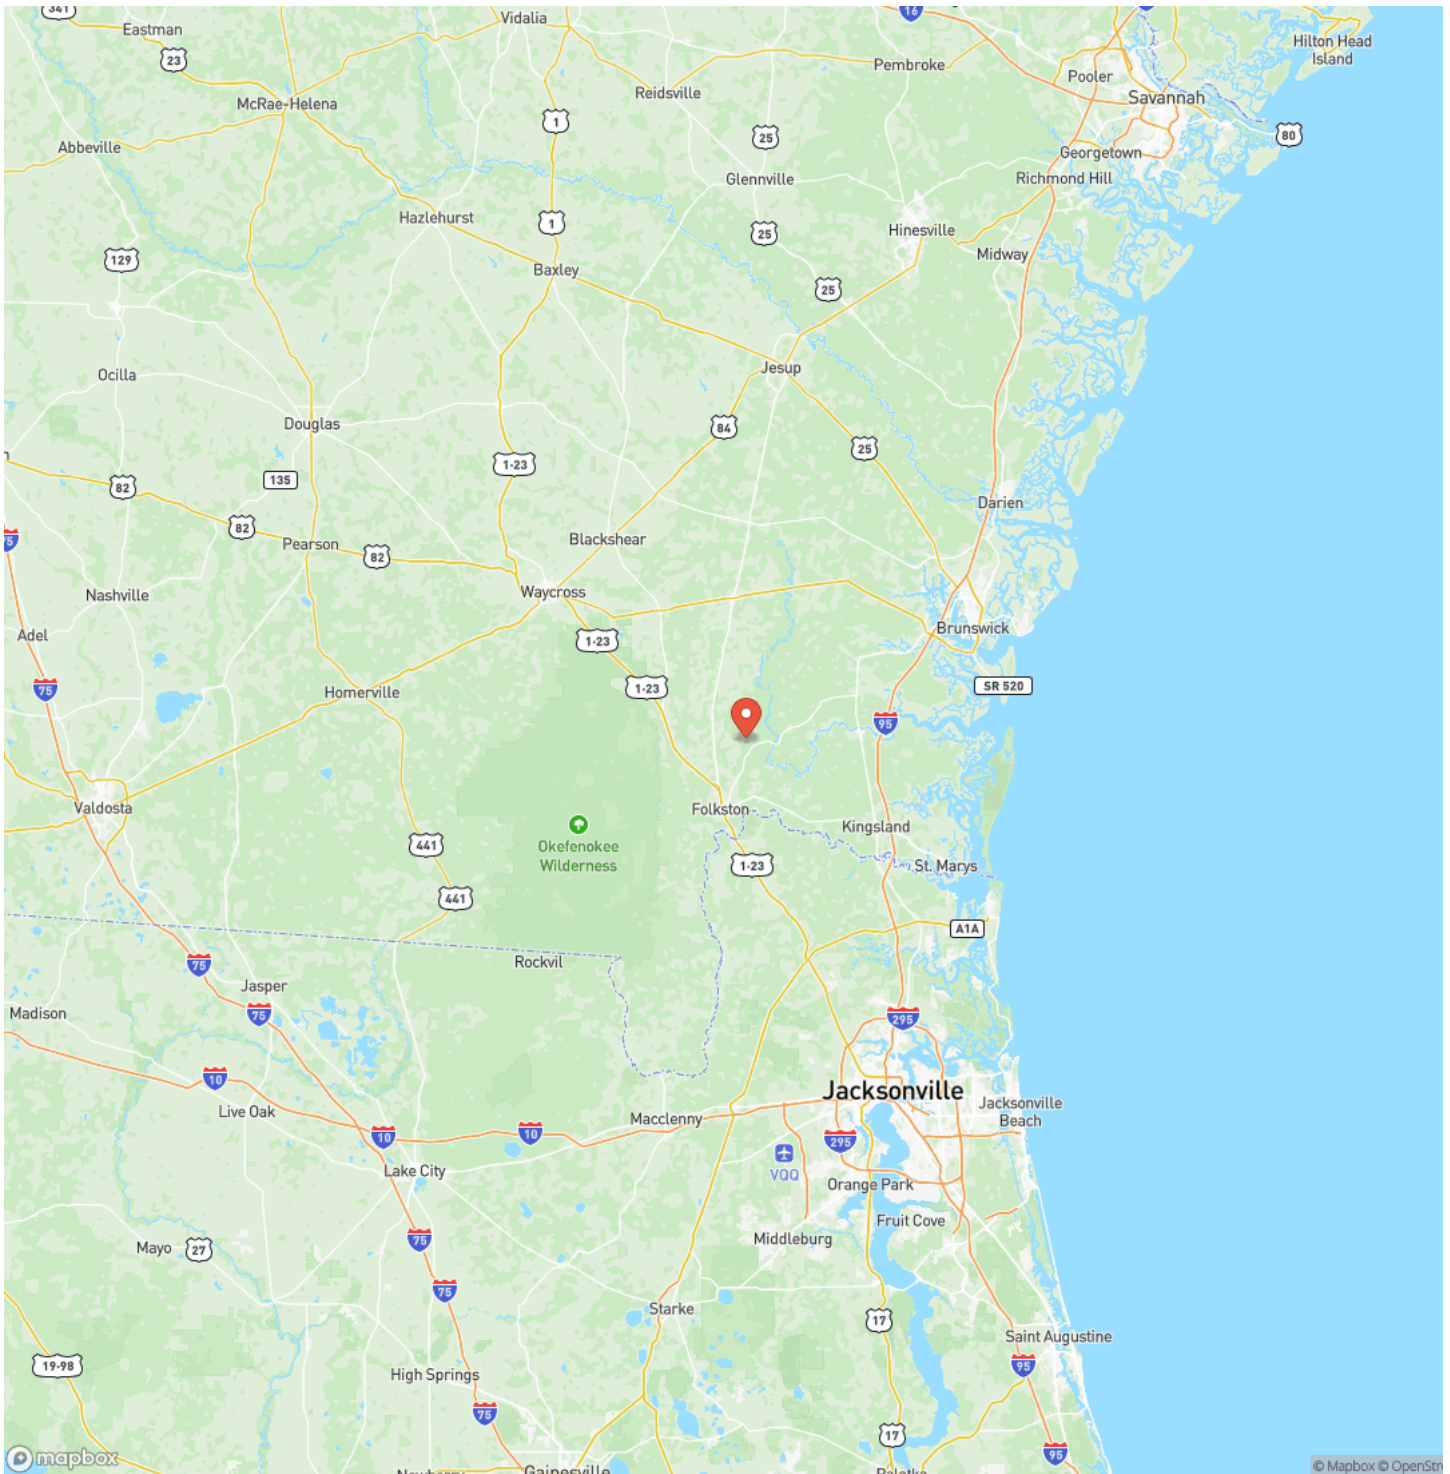 341
Eastman
Vidalia
16
Hilton Head
Island
23
Pembroke
Pooler
McRae-Helena
Reidsville
Savannah
1
25
80
Abbeville
Georgetown
Glennville
Richmond Hill
Hazlehurst
1
25
Hinesville
Midway
129
Baxley
25
Ocilla
Jesup
Douglas
84
25
1-23
135
82
Darien
82
75
Blackshear
Pearson
82
Nashville
Waycross
Adel
1-23
Brunswick
75
Homerville
1-23
SR 520
95
Valdosta
Folkston
Kingsland
441
Okefenokee
Wilderness
1-23
St. Marys
441
A1A
75
Rockvil
Jasper
75
Madison
295
10
Jacksonville
Live Oak
Macclenny
Jacksonville
Beach
10
10
295
VQQ
Lake City
Orange Park
Fruit Cove
75
Mayo
27
Middleburg
75
Starke
17
Saint Augustine
19-98
95
High Springs
75
17
95
mapbox
Newberry
Gainesville
Palatka
© Mapbox © OpenStr